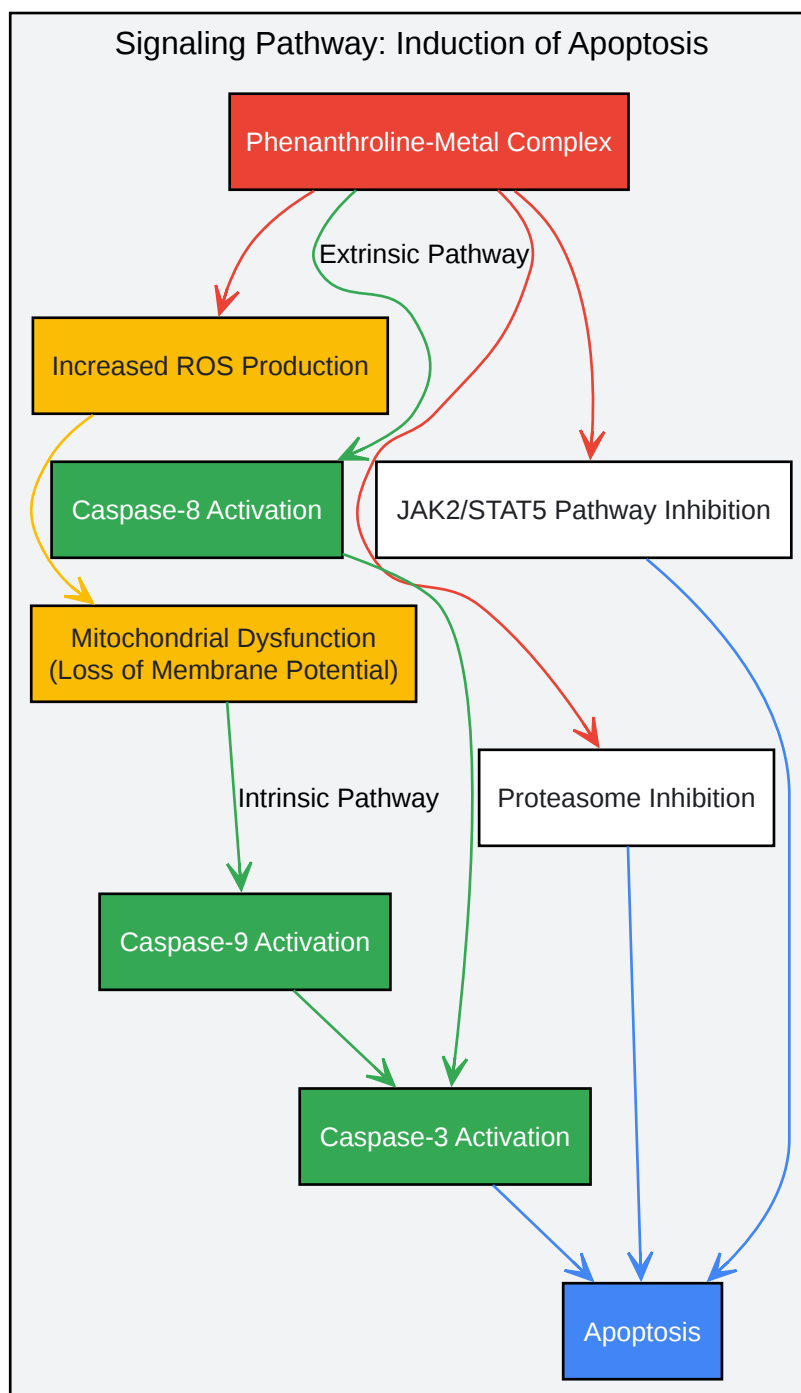 Signaling Pathway: Induction of Apoptosis
Phenanthroline-Metal Complex
Extrinsic Pathway
Increased ROS Production
Caspase-8 Activation
JAK2/STAT5 Pathway Inhibition
Mitochondrial Dysfunction
(Loss of Membrane Potential)
Intrinsic Pathway
Proteasome Inhibition
Caspase-9 Activation
Caspase-3 Activation
Apoptosis